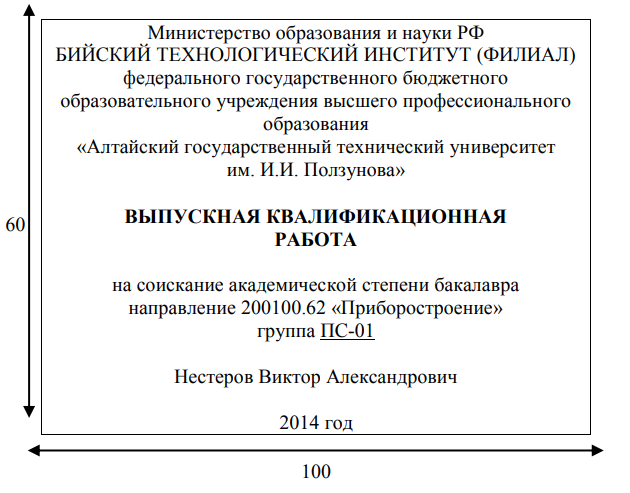 Министерство образования и науки РФ
БИЙСКИЙ ТЕХНОЛОГИЧЕСКИЙ ИНСТИТУТ (ФИЛИАЛ)
федерального государственного бюджетного
образовательного учреждения высшего профессионального
образования
«Алтайский государственный технический университет
им. И.И. Ползунова»
60
ВЫПУСКНАЯ КВАЛИФИКАЦИОННАЯ
РАБОТА
на соискание академической степени бакалавра
направление 200100.62 «Приборостроение»
группа ПС-01
Нестеров Виктор Александрович
2014 год
100